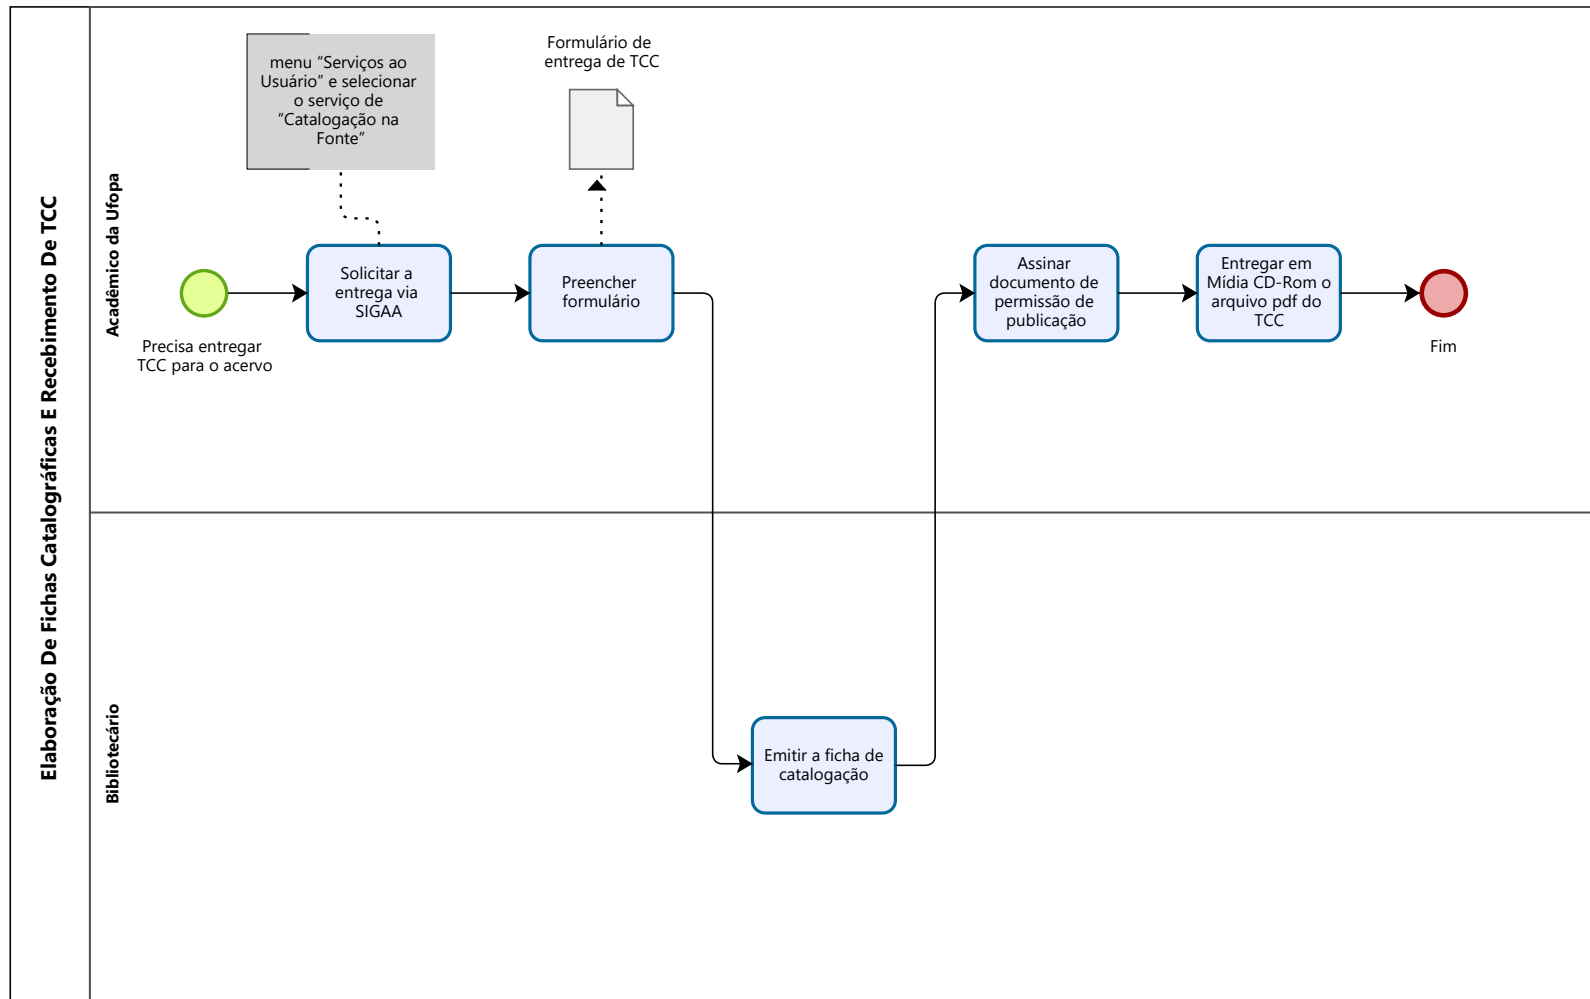 Elaboração De Fichas Catalográficas E Recebimento De TCC
Acadêmico da Ufopa
menu “Serviços ao
Usuário” e selecionar
o serviço de
“Catalogação na
Fonte”
Formulário de
entrega de TCC
Precisa entregar
TCC para o acervo
Solicitar a
entrega via
SIGAA
Preencher
formulário
Assinar
documento de
permissão de
publicação
Entregar em
Mídia CD-Rom o
arquivo pdf do
TCC
Fim
Bibliotecário
Emitir a ficha de
catalogação